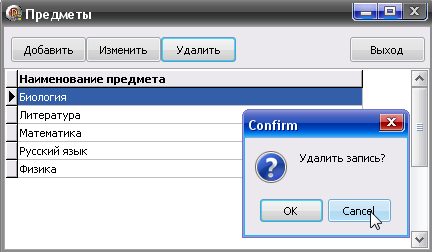 Предметы
Добавить Изменить Удалить Выход
Наименование предмета
Биология
Литература
Математика
Русский язык
Физика
Confirm
Удалить запись?
OK Cancel